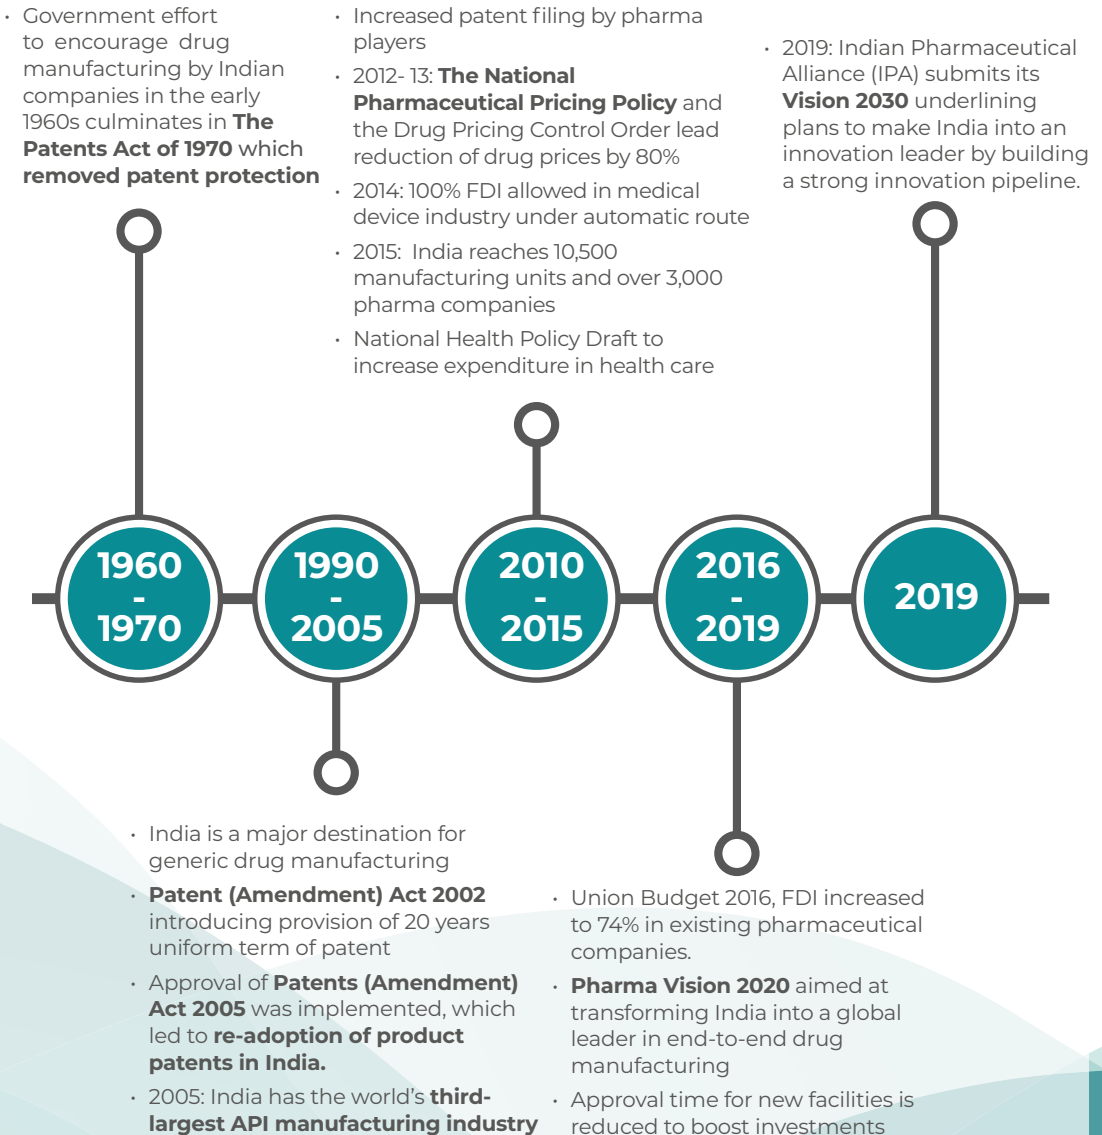 • Government effort
to encourage drug
manufacturing by Indian
companies in the early
1960s culminates in The
Patents Act of 1970 which
removed patent protection
• Increased patent filing by pharma
players
• 2012- 13: The National
Pharmaceutical Pricing Policy and
the Drug Pricing Control Order lead
reduction of drug prices by 80%
• 2014: 100% FDI allowed in medical
device industry under automatic route
• 2015: India reaches 10,500
manufacturing units and over 3,000
pharma companies
• National Health Policy Draft to
increase expenditure in health care
• 2019: Indian Pharmaceutical
Alliance (IPA) submits its
Vision 2030 underlining
plans to make India into an
innovation leader by building
a strong innovation pipeline.
1960
-
1970
1990
-
2005
2010
-
2015
2016
-
2019
2019
• India is a major destination for
generic drug manufacturing
• Patent (Amendment) Act 2002
introducing provision of 20 years
uniform term of patent
• Approval of Patents (Amendment)
Act 2005 was implemented, which
led to re-adoption of product
patents in India.
• 2005: India has the world's third-
largest API manufacturing industry
• Union Budget 2016, FDI increased
to 74% in existing pharmaceutical
companies.
• Pharma Vision 2020 aimed at
transforming India into a global
leader in end-to-end drug
manufacturing
• Approval time for new facilities is
reduced to boost investments